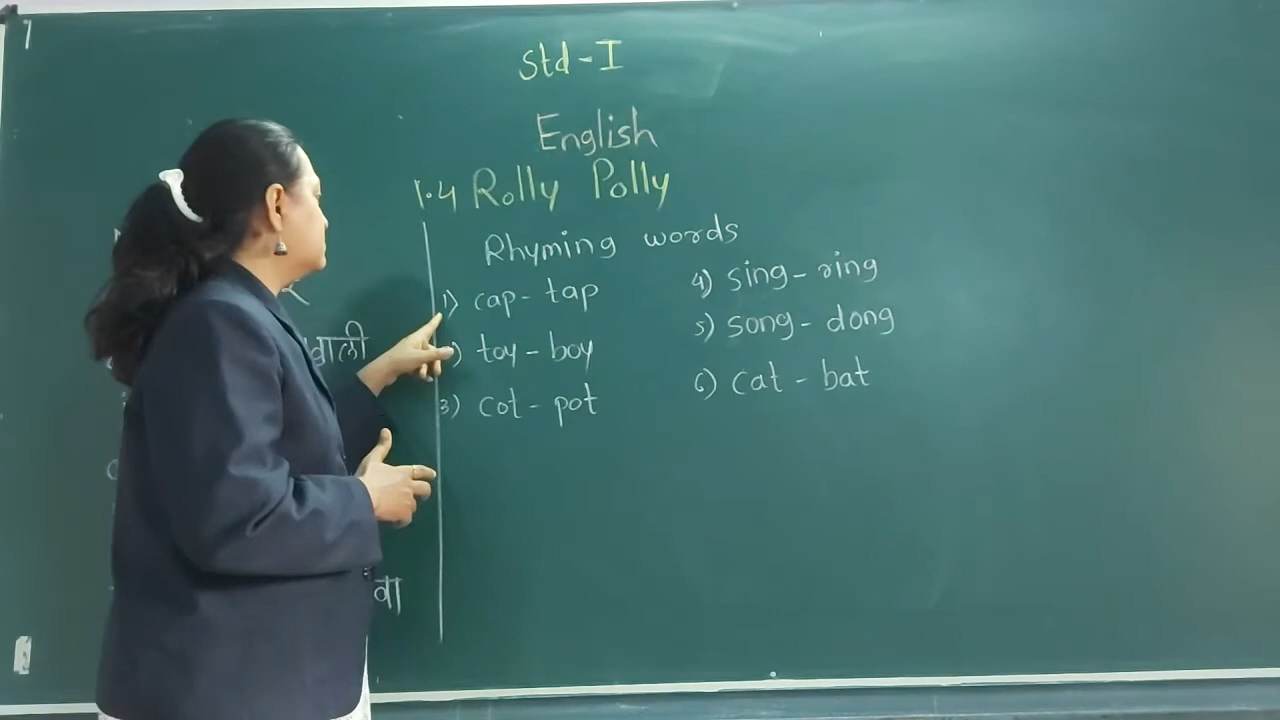 Std-I
English
1.4 Rolly Polly
Rhyming words
1) cap - tap
) toy - boy
3) cot - pot
4) sing - ring
5) song - dong
6) cat - bat
वाली
वा